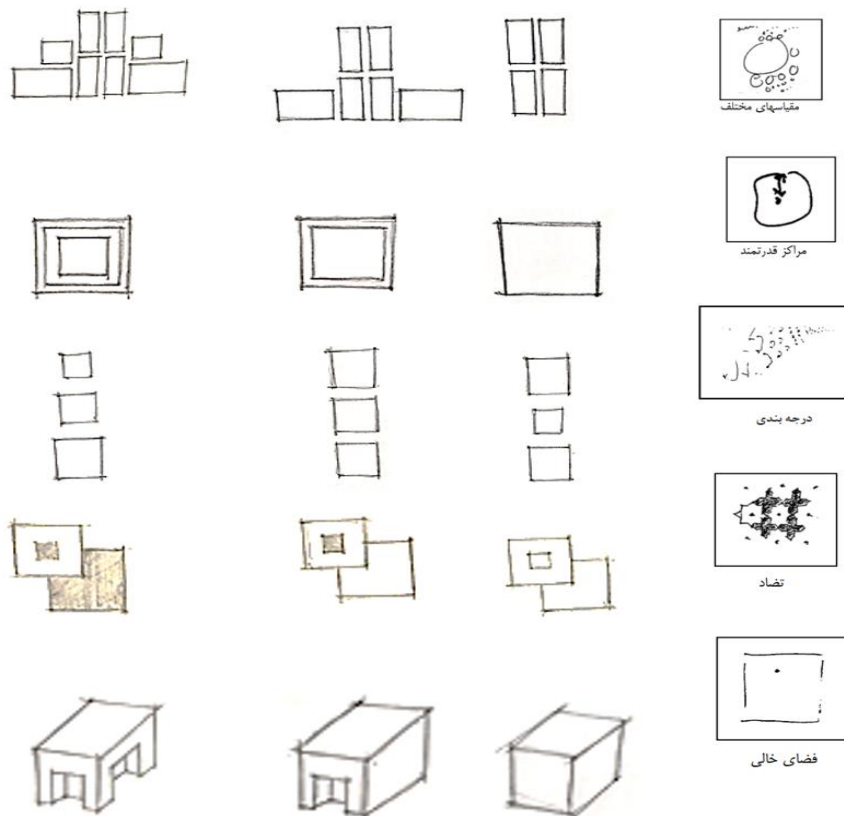 مقیاسهای مختلف
مراکز قدرتمند
درجه بندی
تضاد
فضای خالی